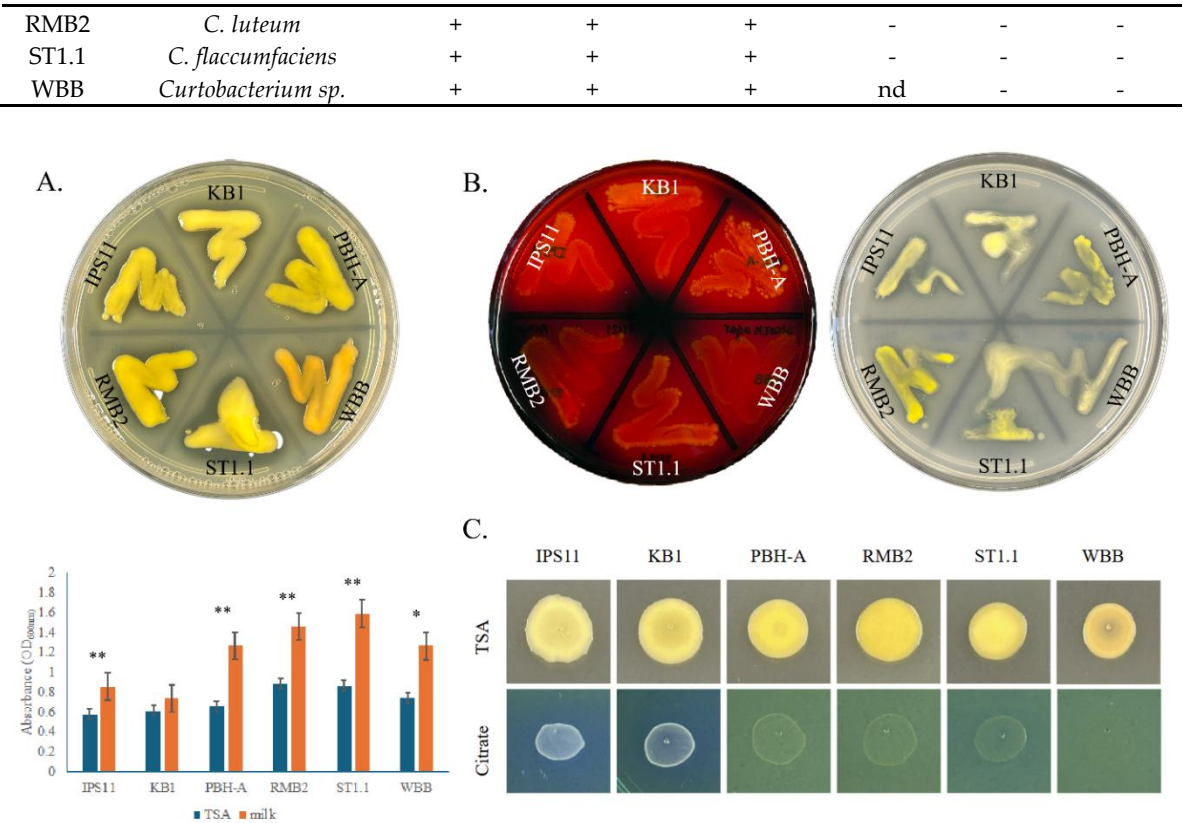 RMB2 C. luteum + + + - - -
ST1.1 C. flaccumfaciens + + + - - -
WBB Curtobacterium sp. + + + nd - -
A.
KB1
IPS11
PBH-A
RMB2
WBB
ST1.1
B.
KB1
IPS11
PBH-A
RMB2
WBB
ST1.1
KB1
IPS11
PBH-A
RMB2
WBB
ST1.1
Absorbance (OD600nm)
2
1.8
1.6
1.4
1.2
1
0.8
0.6
0.4
0.2
0
** ** ** ** *
IPS11 KB1 PBH-A RMB2 ST1.1 WBB
TSA milk
C.
IPS11 KB1 PBH-A RMB2 ST1.1 WBB
TSA
Citrate